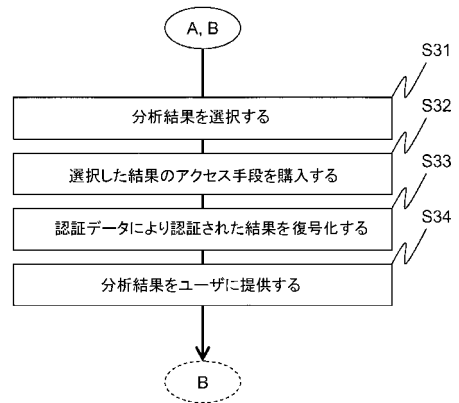 A, B
S31
分析結果を選択する
S32
選択した結果のアクセス手段を購入する
S33
認証データにより認証された結果を復号化する
S34
分析結果をユーザに提供する
B